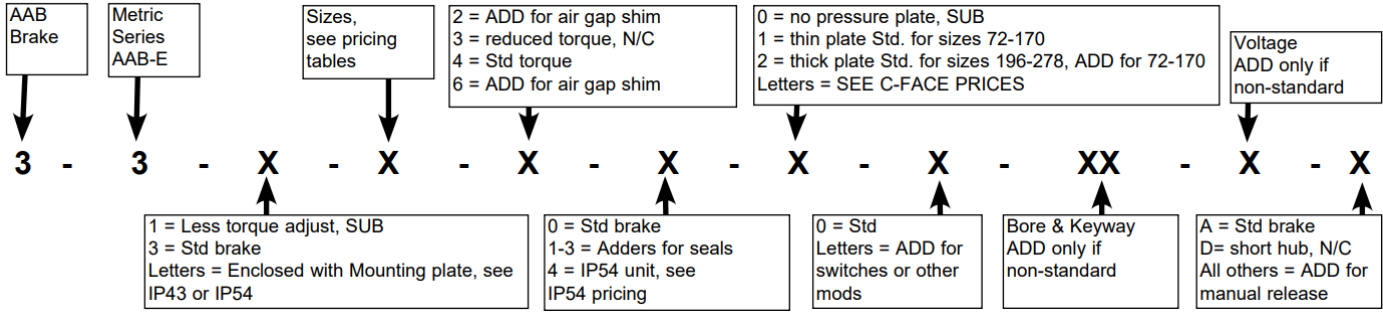 AAB
Brake
Metric
Series
AAB-E
Sizes,
see pricing
tables
2 = ADD for air gap shim
3 = reduced torque, N/C
4 = Std torque
6 = ADD for air gap shim
0 = no pressure plate, SUB
1 = thin plate Std. for sizes 72-170
2 = thick plate Std. for sizes 196-278, ADD for 72-170
Letters = SEE C-FACE PRICES
Voltage
ADD only if
non-standard
3 - 3 - X - X - X - X - X - X - XX - X - X
1 = Less torque adjust, SUB
3 = Std brake
Letters = Enclosed with Mounting plate, see
IP43 or IP54
0 = Std brake
1-3 = Adders for seals
4 = IP54 unit, see
IP54 pricing
0 = Std
Letters = ADD for
switches or other
mods
Bore & Keyway
ADD only if
non-standard
A = Std brake
D= short hub, N/C
All others = ADD for
manual release